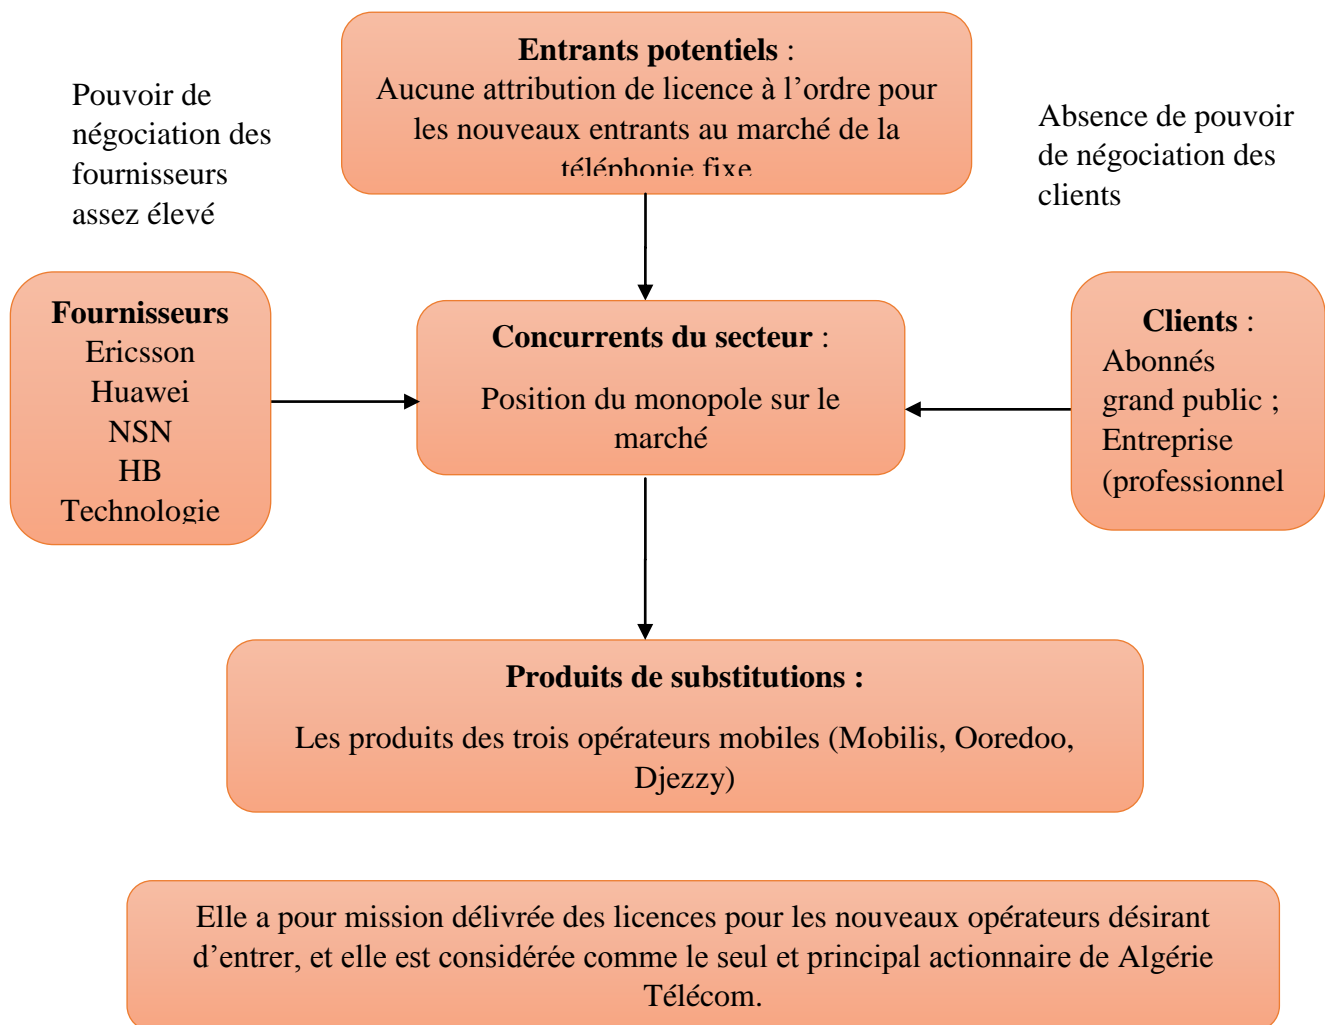 Entrants potentiels :
Aucune attribution de licence à l’ordre pour
les nouveaux entrants au marché de la
téléphonie fixe
Pouvoir de
négociation des
fournisseurs
assez élevé
Absence de pouvoir
de négociation des
clients
Fournisseurs
Ericsson
Huawei
NSN
HB
Technologie
Concurrents du secteur :
Position du monopole sur le
marché
Clients :
Abonnés
grand public ;
Entreprise
(professionnel
Produits de substitutions :
Les produits des trois opérateurs mobiles (Mobilis, Ooredoo,
Djezzy)
Elle a pour mission délivrée des licences pour les nouveaux opérateurs désirant
d’entrer, et elle est considérée comme le seul et principal actionnaire de Algérie
Télécom.